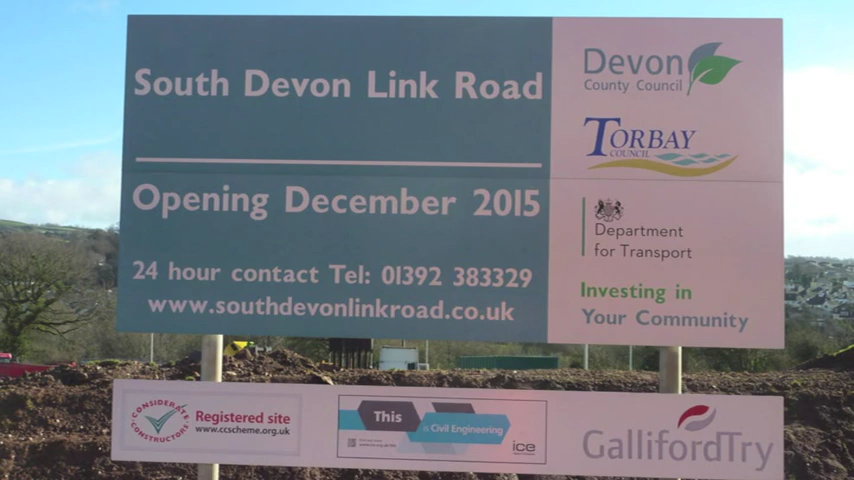 South Devon Link Road
Opening December 2015
24 hour contact Tel: 01392 383329
www.southdevonlinkroad.co.uk
Devon
County Council
TORBAY
COUNCIL
Department
for Transport
Investing in
Your Community
CONSIDERATE
CONSTRUCTORS
Registered site
www.ccscheme.org.uk
This
is Civil Engineering
ice
GallifordTry